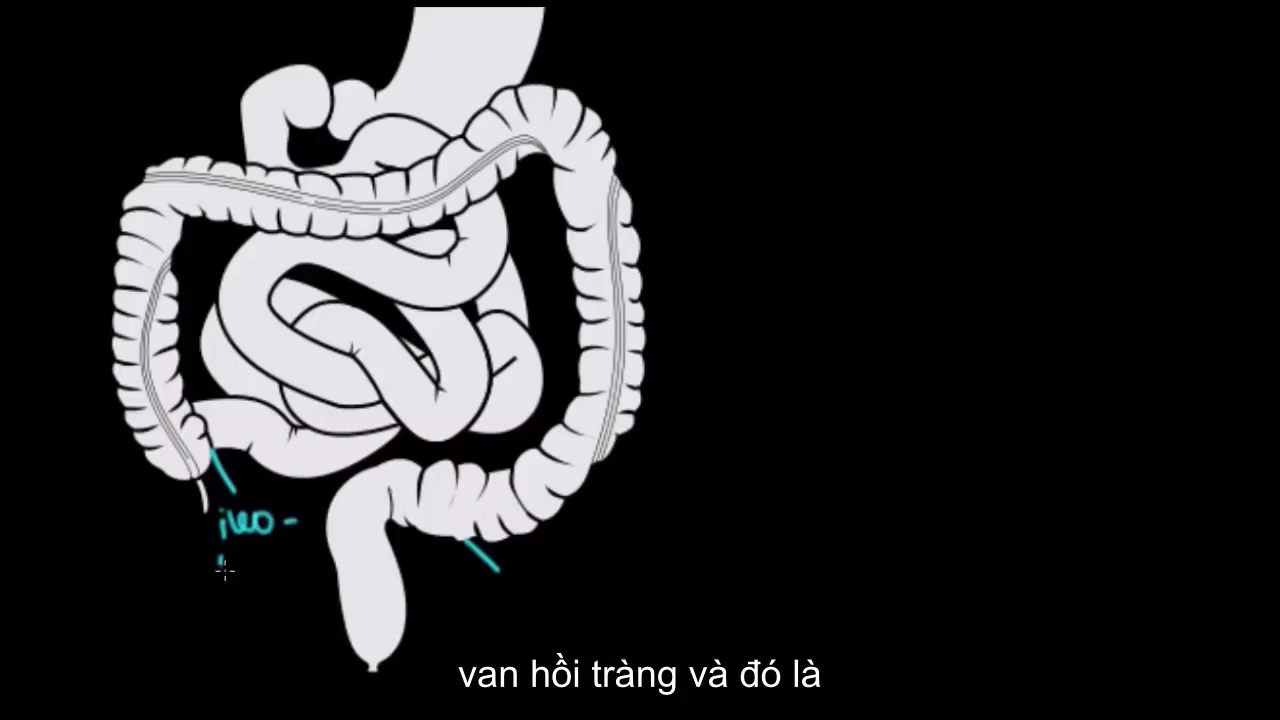 ileo -
van hồi tràng và đó là